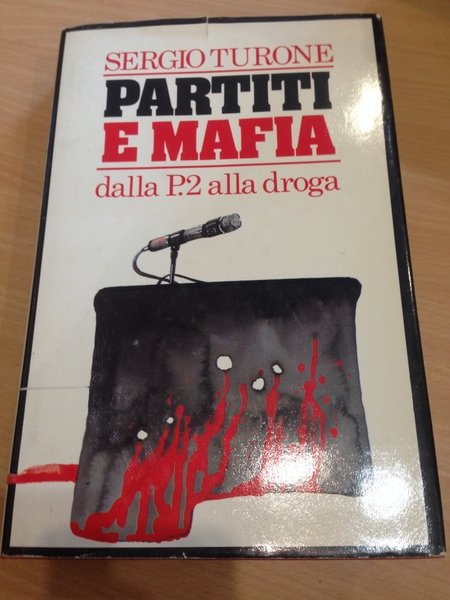 SERGIO TURONE
PARTITI
E MAFIA
dalla P.2 alla droga